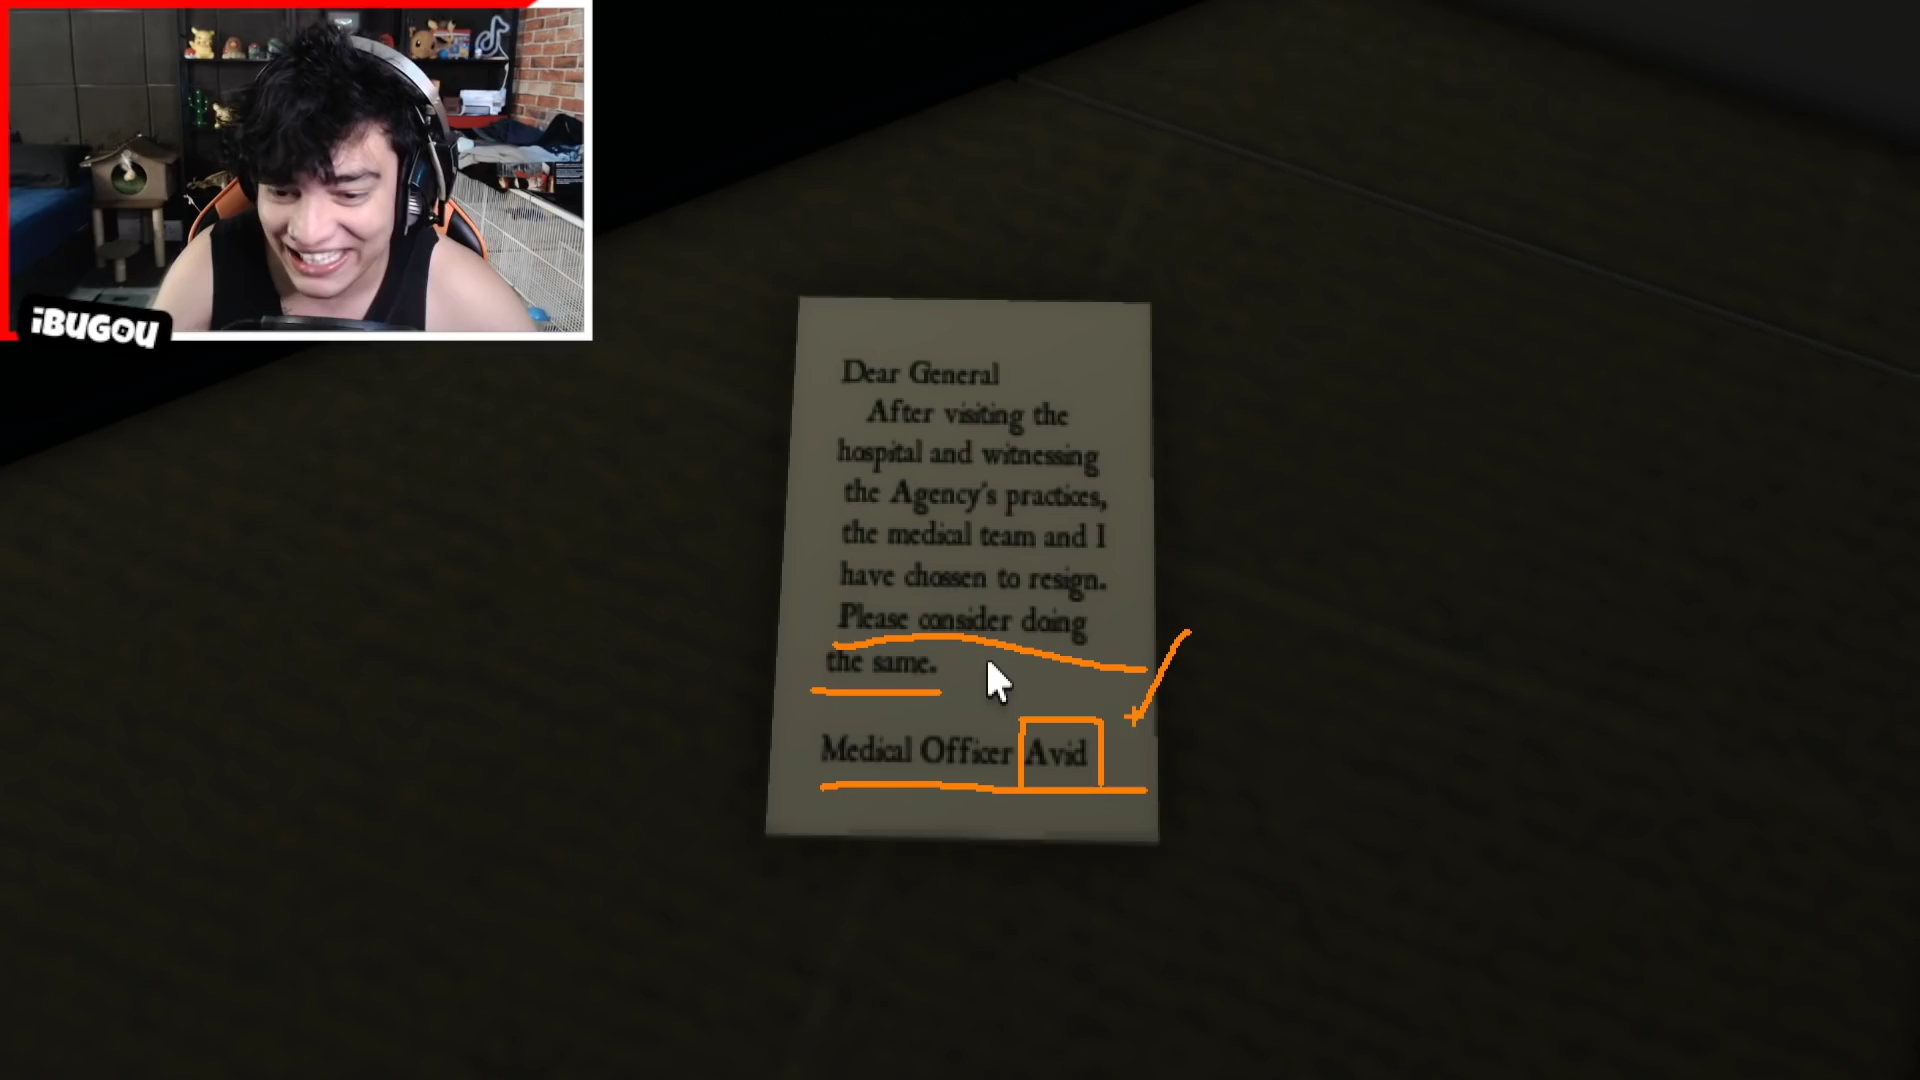 iBUGOU
Dear General
After visiting the
hospital and witnessing
the Agency's practices,
the medical team and I
have chossen to resign.
Please consider doing
the same.
Medical Officer Avid